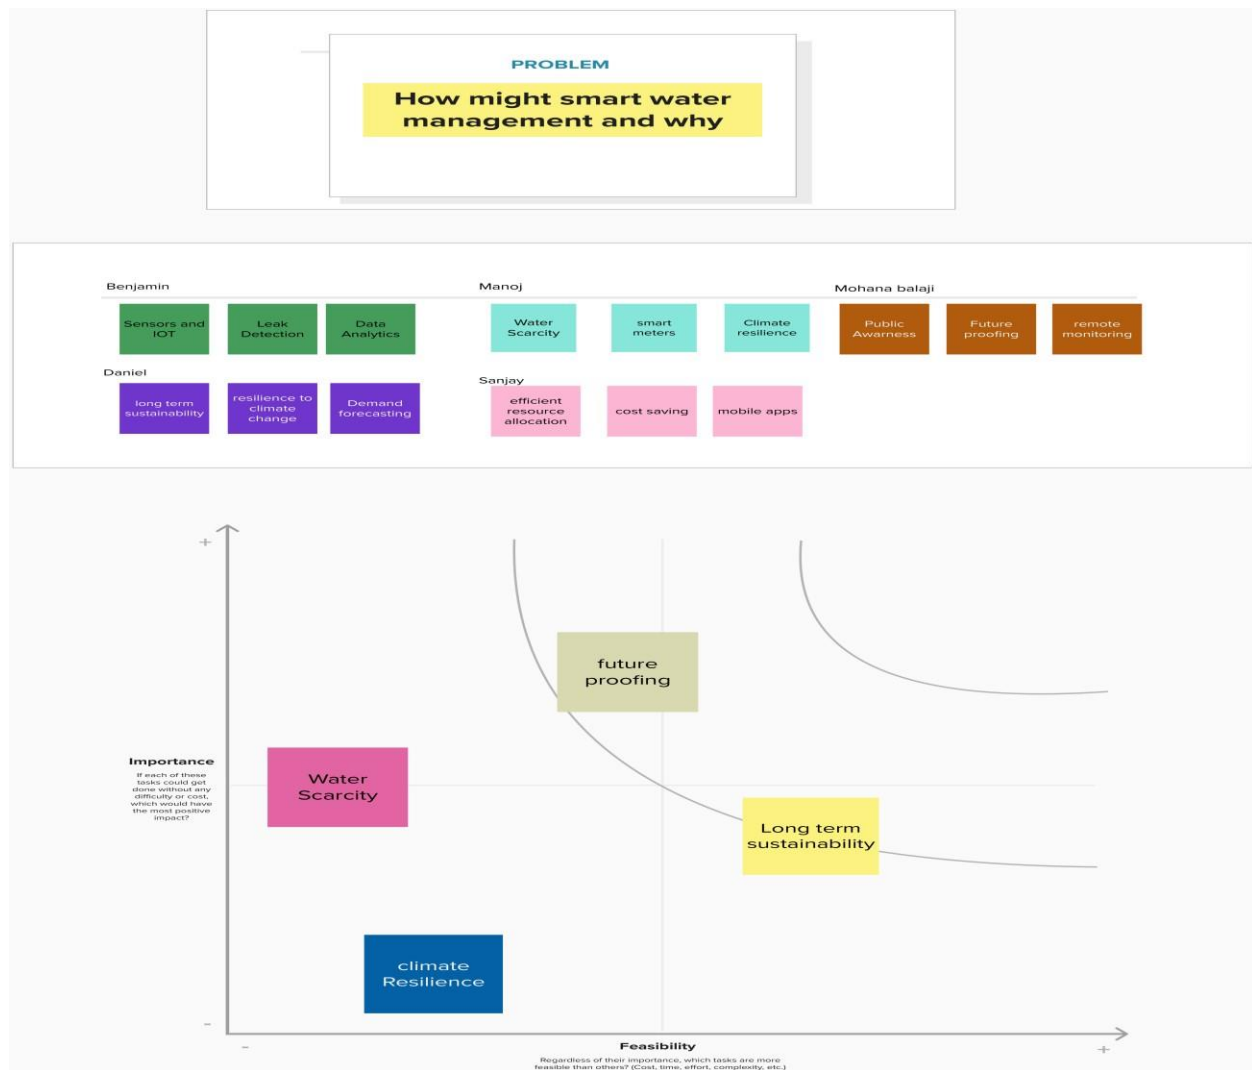 PROBLEM
How might smart water
management and why
Benjamin
Manoj
Mohana balaji
Sensors and
IOT
Leak
Detection
Data
Analytics
Water
Scarcity
smart
meters
Climate
resilience
Public
Awarness
Future
proofing
remote
monitoring
Daniel
Sanjay
long term
sustainability
resilience to
climate
change
Demand
forecasting
efficient
resource
allocation
cost saving
mobile apps
+
future
proofing
Importance
If each of these
tasks could get
done without any
difficulty or cost,
which would have
the most positive
impact?
Water
Scarcity
Long term
sustainability
climate
Resilience
-
-
Feasibility
+
Regardless of their importance, which tasks are more
feasible than others? (Cost, time, effort, complexity, etc.)